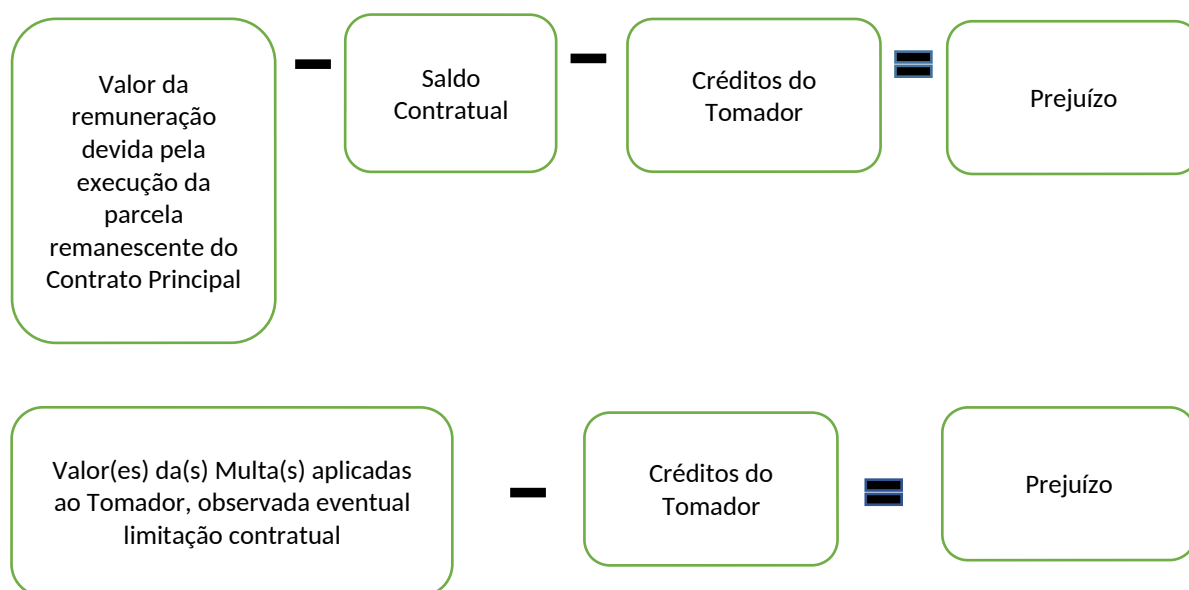 Valor da
remuneração
devida pela
execução da
parcela
remanescente do
Contrato Principal
Saldo
Contratual
Créditos do
Tomador
Prejuízo
Valor(es) da(s) Multa(s) aplicadas
ao Tomador, observada eventual
limitação contratual
Créditos do
Tomador
Prejuízo